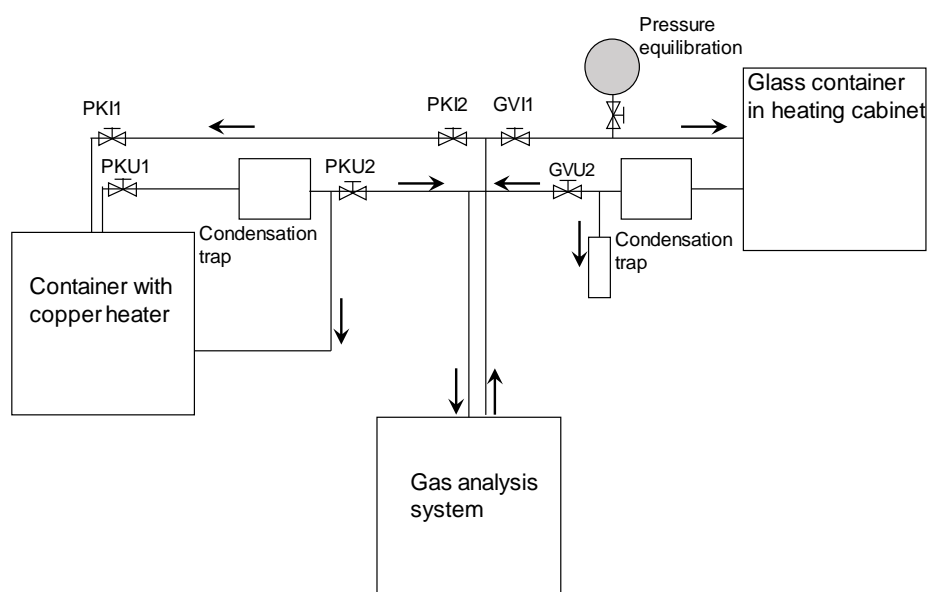 Pressure
equilibration
Glass container
in heating cabinet
PKI1
PKI2
GVI1
PKU1
PKU2
GVU2
Condensation
trap
Condensation
trap
Container with
copper heater
Gas analysis
system